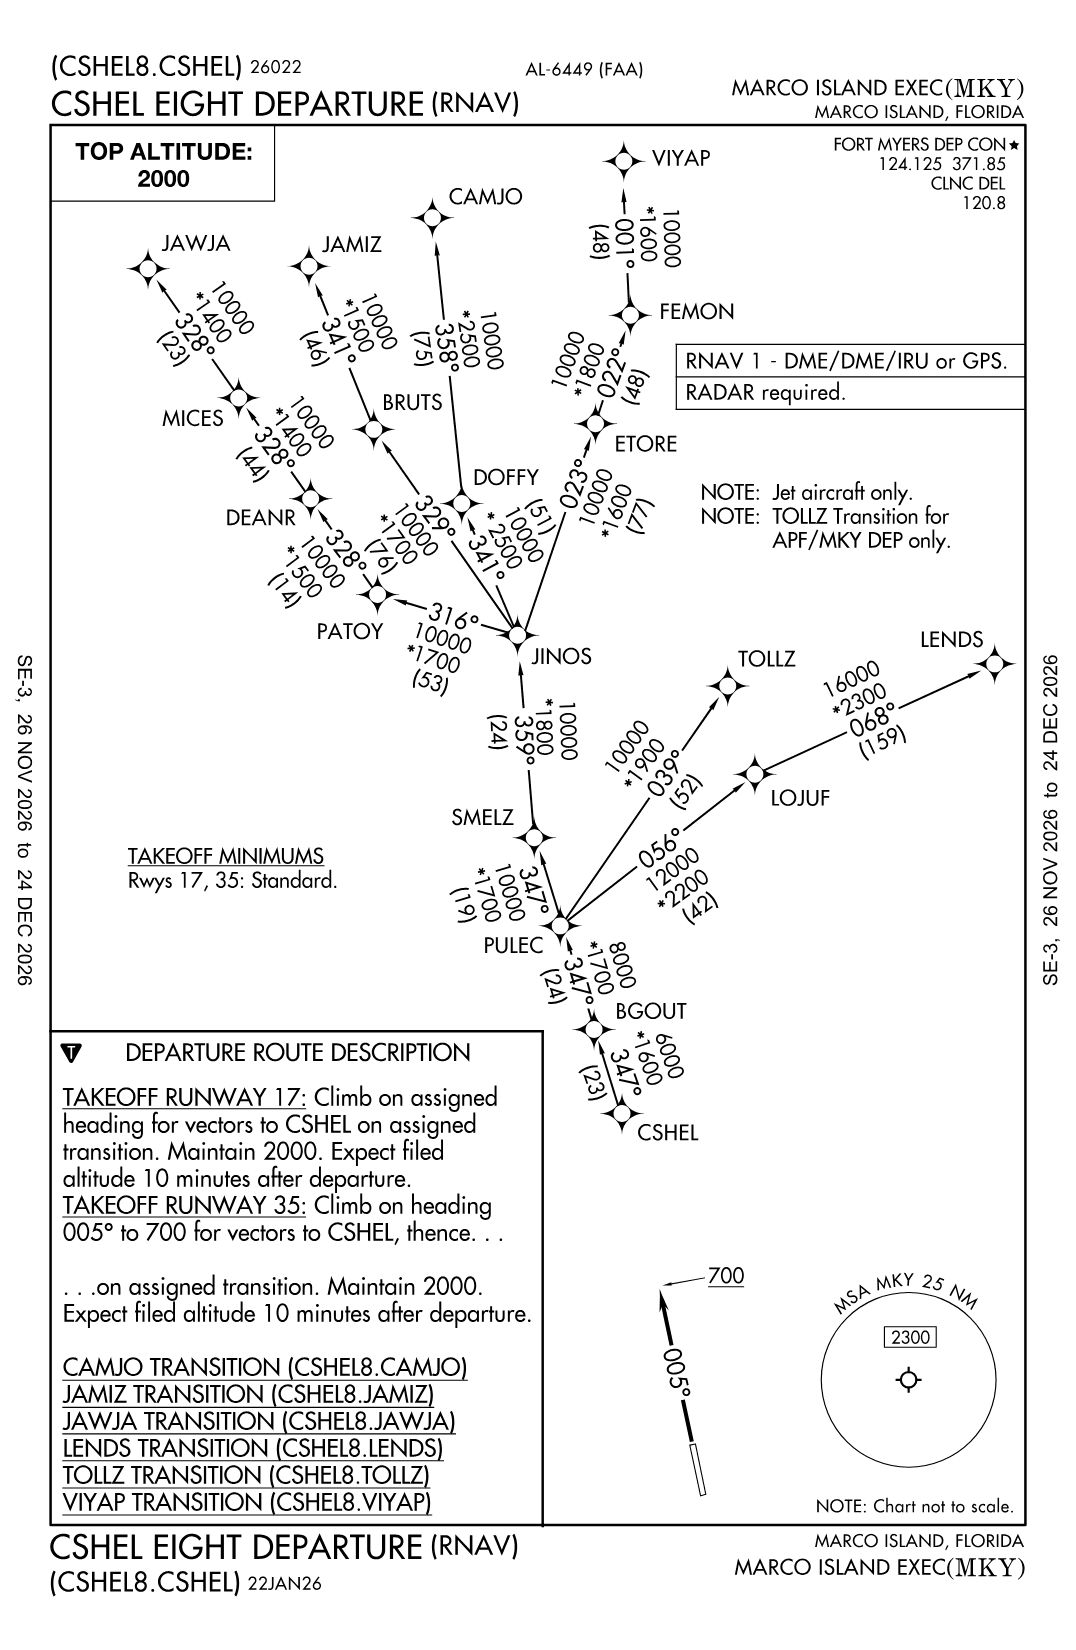 (CSHEL8.CSHEL) 26022
AL-6449 (FAA)
CSHEL EIGHT DEPARTURE (RNAV)
MARCO ISLAND EXEC(MKY)
MARCO ISLAND, FLORIDA
TOP ALTITUDE:
2000
FORT MYERS DEP CON★
124.125 371.85
CLNC DEL
120.8
VIYAP
10000
*1600
001°
(48)
CAMJO
JAWJA
JAMIZ
10000
*1400
328°
(23)
10000
*1500
341°
(46)
10000
*2500
358°
(75)
FEMON
10000
*1800
022°
(48)
RNAV 1 - DME/DME/IRU or GPS.
RADAR required.
MICES
BRUTS
10000
*1400
328°
(44)
ETORE
DOFFY
DEANR
329°
10000
*1700
(76)
(51)
10000
*2500
341°
023°
10000
*1600
(77)
NOTE: Jet aircraft only.
NOTE: TOLLZ Transition for
APF/MKY DEP only.
328°
10000
*1500
(14)
PATOY
316°
10000
*1700
(53)
JINOS
TOLLZ
LENDS
16000
*2300
068°
(159)
10000
*1800
359°
(24)
10000
*1900
039°
(52)
LOJUF
SMELZ
056°
12000
*2200
(42)
TAKEOFF MINIMUMS
Rwys 17, 35: Standard.
347°
10000
*1700
(19)
PULEC
8000
*1700
347°
(24)
BGOUT
6000
*1600
347°
(23)
CSHEL
T
DEPARTURE ROUTE DESCRIPTION
TAKEOFF RUNWAY 17: Climb on assigned
heading for vectors to CSHEL on assigned
transition. Maintain 2000. Expect filed
altitude 10 minutes after departure.
TAKEOFF RUNWAY 35: Climb on heading
005° to 700 for vectors to CSHEL, thence. . .
. . .on assigned transition. Maintain 2000.
Expect filed altitude 10 minutes after departure.
CAMJO TRANSITION (CSHEL8.CAMJO)
JAMIZ TRANSITION (CSHEL8.JAMIZ)
JAWJA TRANSITION (CSHEL8.JAWJA)
LENDS TRANSITION (CSHEL8.LENDS)
TOLLZ TRANSITION (CSHEL8.TOLLZ)
VIYAP TRANSITION (CSHEL8.VIYAP)
700
005°
MSA MKY 25 NM
2300
NOTE: Chart not to scale.
CSHEL EIGHT DEPARTURE (RNAV)
(CSHEL8.CSHEL) 22JAN26
MARCO ISLAND, FLORIDA
MARCO ISLAND EXEC(MKY)
SE-3, 26 NOV 2026 to 24 DEC 2026
SE-3, 26 NOV 2026 to 24 DEC 2026